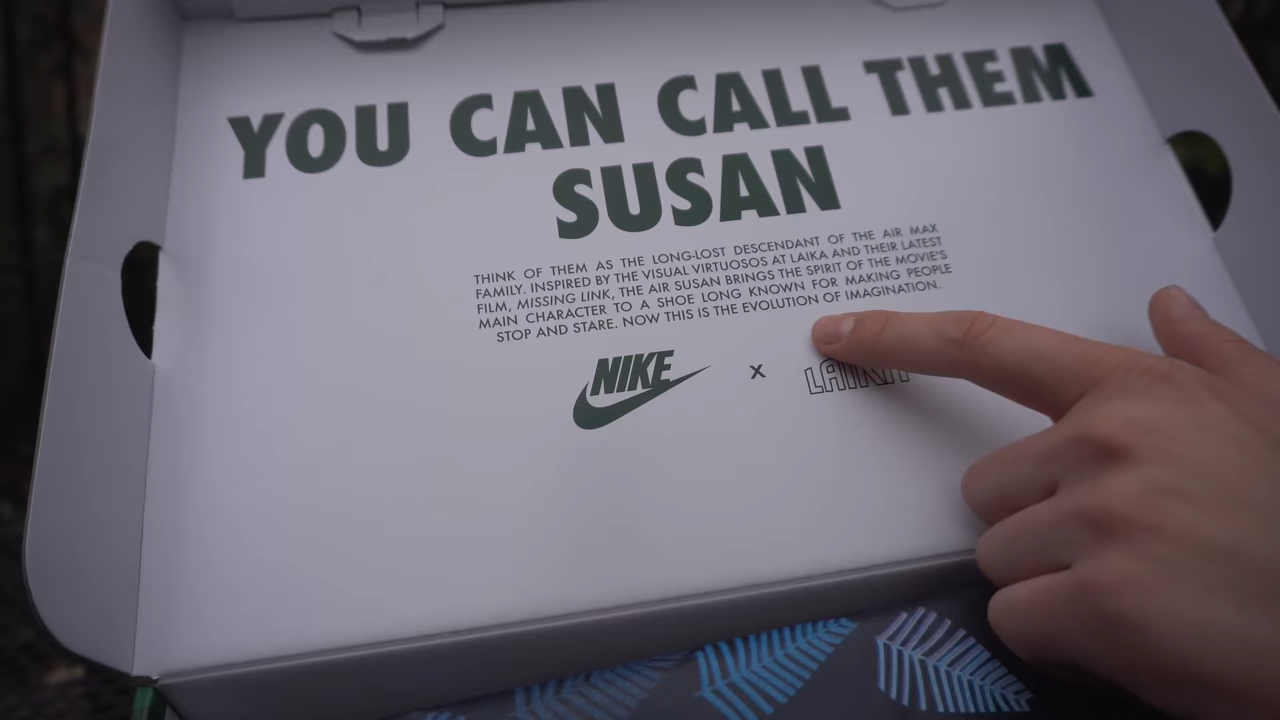 YOU CAN CALL THEM
SUSAN
THINK OF THEM AS THE LONG-LOST DESCENDANT OF THE AIR MAX
FAMILY. INSPIRED BY THE VISUAL VIRTUOSOS AT LAIKA AND THEIR LATEST
FILM, MISSING LINK, THE AIR SUSAN BRINGS THE SPIRIT OF THE MOVIE'S
MAIN CHARACTER TO A SHOE LONG KNOWN FOR MAKING PEOPLE
STOP AND STARE. NOW THIS IS THE EVOLUTION OF IMAGINATION.
NIKE X LAIKA